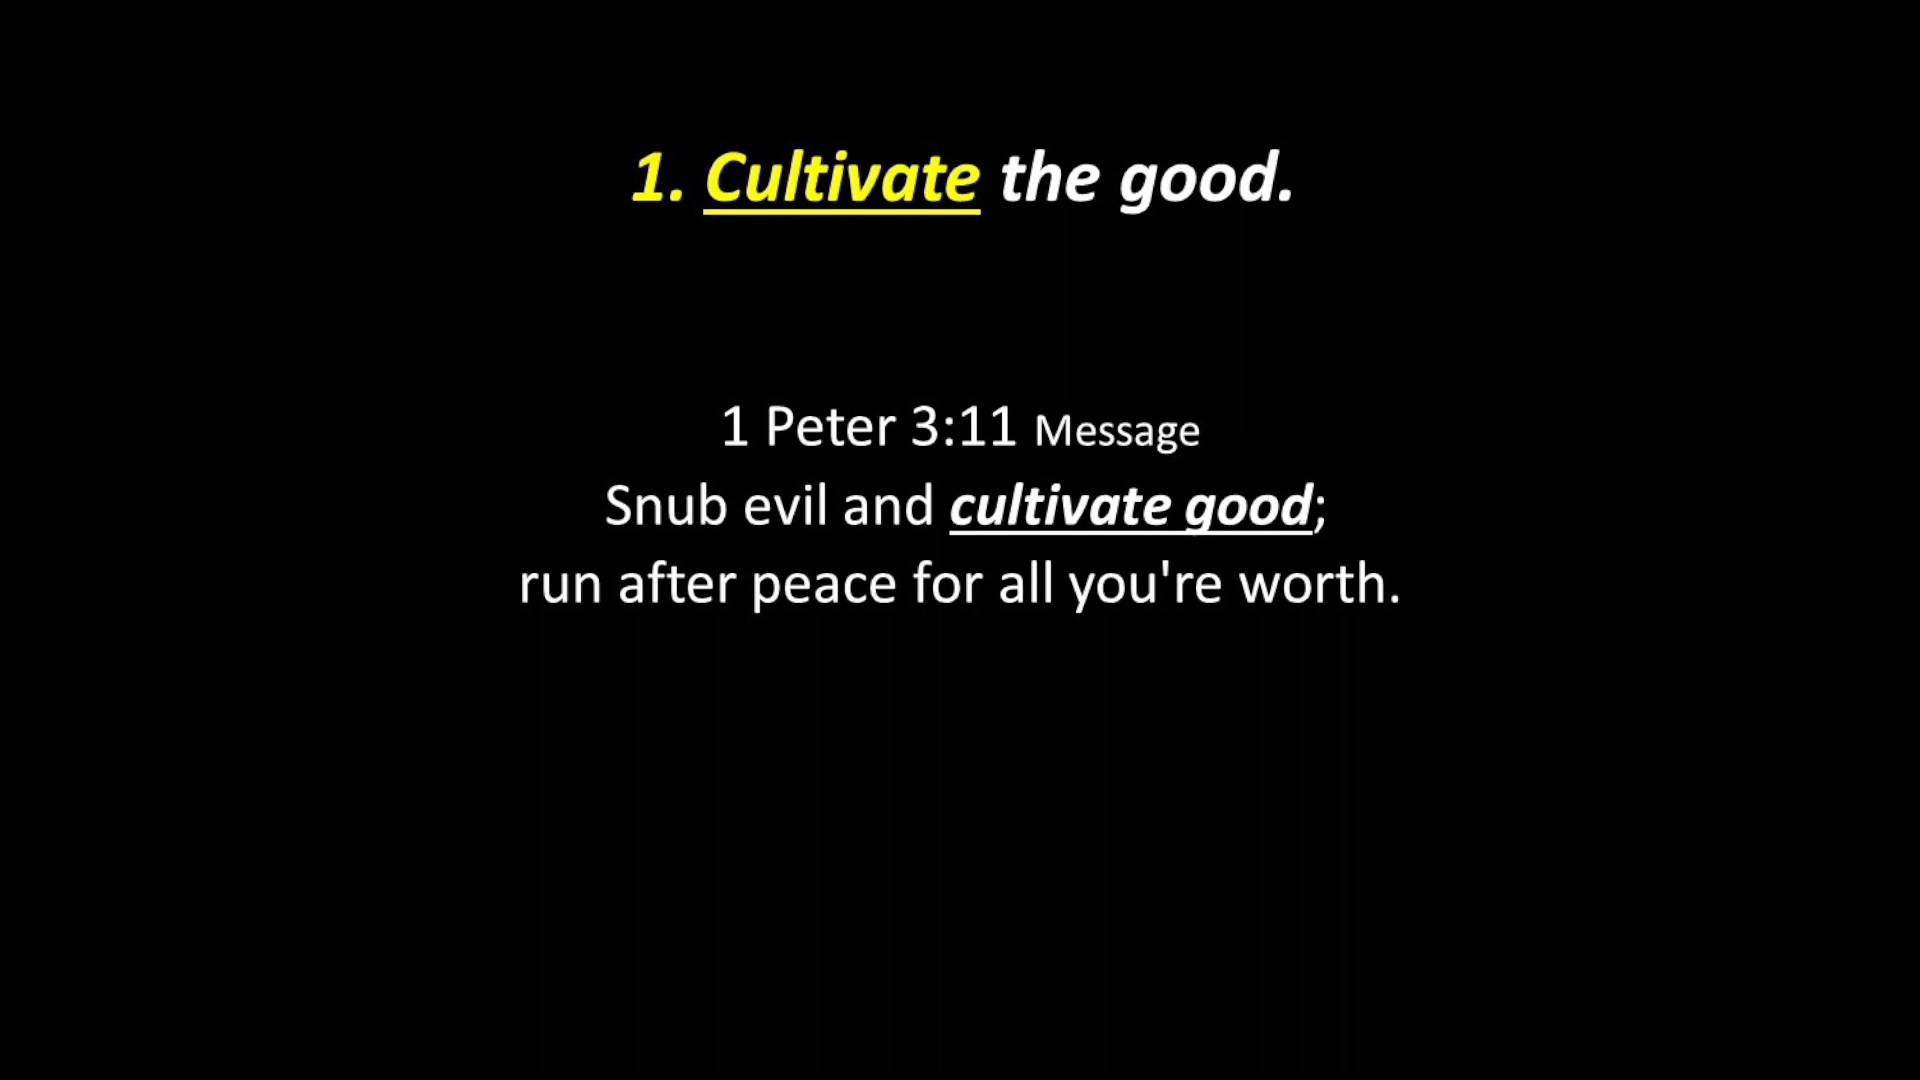 1. Cultivate the good.
1 Peter 3:11 Message
Snub evil and cultivate good;
run after peace for all you're worth.